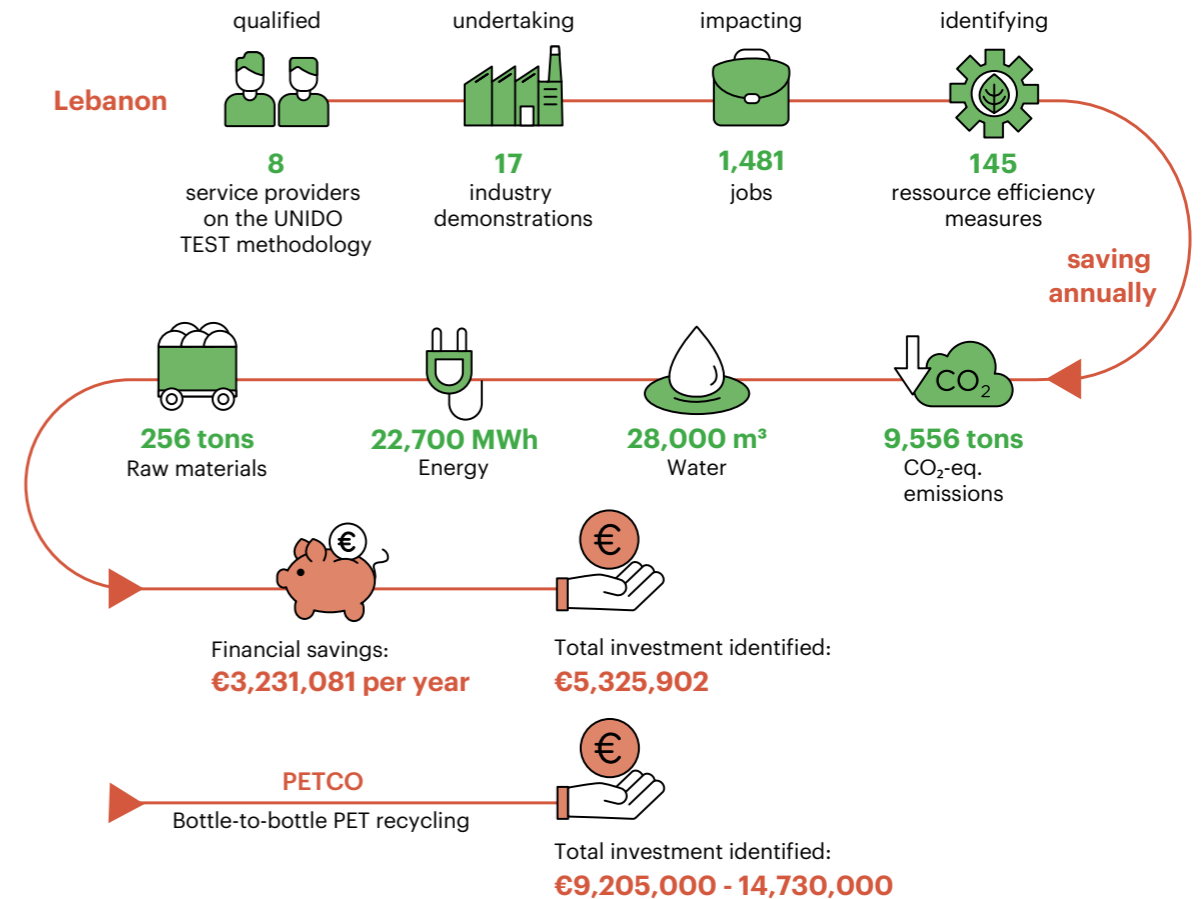 qualified
undertaking
impacting
identifying
Lebanon
8
service providers
on the UNIDO
TEST methodology
17
industry
demonstrations
1,481
jobs
145
ressource efficiency
measures
saving
annually
CO₂
256 tons
Raw materials
22,700 MWh
Energy
28,000 m³
Water
9,556 tons
CO₂-eq.
emissions
€
€
Financial savings:
€3,231,081 per year
Total investment identified:
€5,325,902
€
PETCO
Bottle-to-bottle PET recycling
Total investment identified:
€9,205,000 - 14,730,000